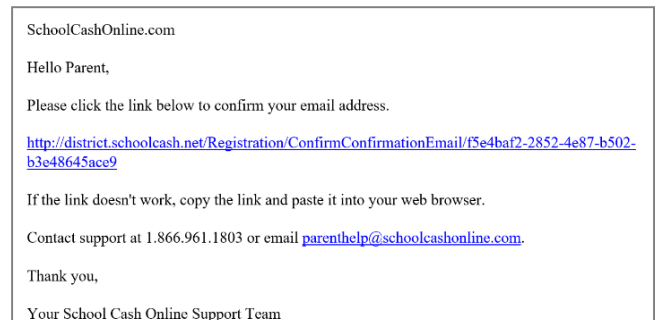 SchoolCashOnline.com
Hello Parent,
Please click the link below to confirm your email address.
http://district.schoolcash.net/Registration/ConfirmConfirmationEmail/f5e4baf2-2852-4e87-b502-
b3e48645ace9
If the link doesn't work, copy the link and paste it into your web browser.
Contact support at 1.866.961.1803 or email parenthelp@schoolcashonline.com.
Thank you,
Your School Cash Online Support Team